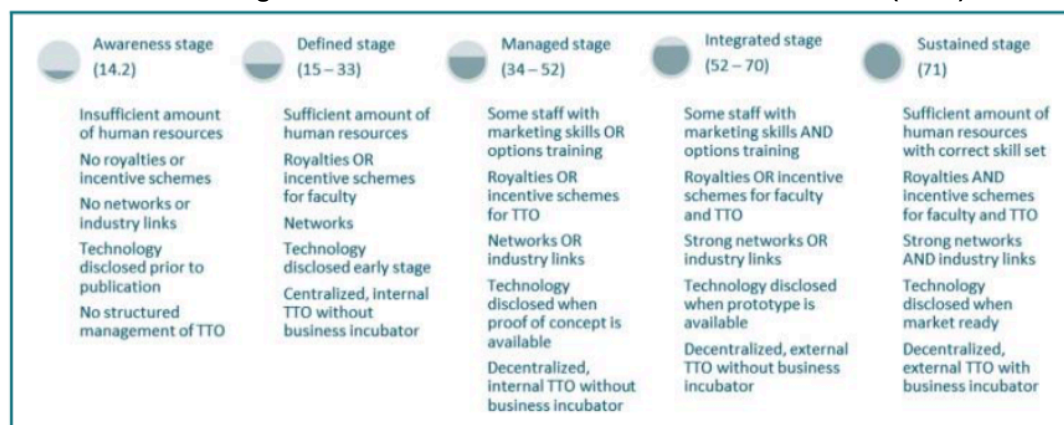 Awareness stage
(14.2)
Insufficient amount
of human resources
No royalties or
incentive schemes
No networks or
industry links
Technology
disclosed prior to
publication
No structured
management of TTO
Defined stage
(15 – 33)
Sufficient amount of
human resources
Royalties OR
incentive schemes
for faculty
Networks
Technology
disclosed early stage
Centralized, internal
TTO without
business incubator
Managed stage
(34 – 52)
Some staff with
marketing skills OR
options training
Royalties OR
incentive schemes
for TTO
Networks OR
industry links
Technology
disclosed when
proof of concept is
available
Decentralized,
internal TTO without
business incubator
Integrated stage
(52 – 70)
Some staff with
marketing skills AND
options training
Royalties OR incentive
schemes for faculty
and TTO
Strong networks OR
industry links
Technology disclosed
when prototype is
available
Decentralized, external
TTO without business
incubator
Sustained stage
(71)
Sufficient amount of
human resources
with correct skill set
Royalties AND
incentive schemes
for faculty and TTO
Strong networks
AND industry links
Technology
disclosed when
market ready
Decentralized,
external TTO with
business incubator